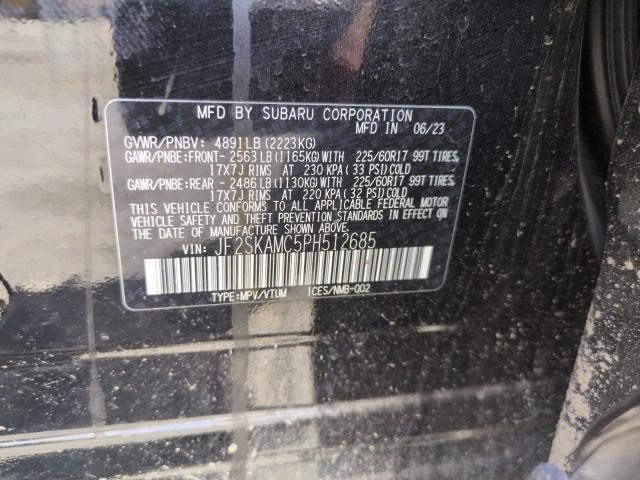 MFD BY SUBARU CORPORATION
MFD IN 06/23
GVWR/PNBV: 4891LB (2223KG)
GAWR/PNBE:FRONT- 2563LB (1165KG) WITH 225/60R17 99T TIRES,
17X7J RIMS AT 230 KPA (33 PSI) COLD
GAWR/PNBE:REAR - 2486LB (1130KG) WITH 225/60R17 99T TIRES,
17X7J RIMS AT 220 KPA (32 PSI) COLD
THIS VEHICLE CONFORMS TO ALL APPLICABLE FEDERAL MOTOR
VEHICLE SAFETY AND THEFT PREVENTION STANDARDS IN EFFECT ON
THE DATE OF MANUFACTURE SHOWN ABOVE.
VIN: JF2SKAMC5PH512685
TYPE:MPV/VTUM ICES/NMB-002